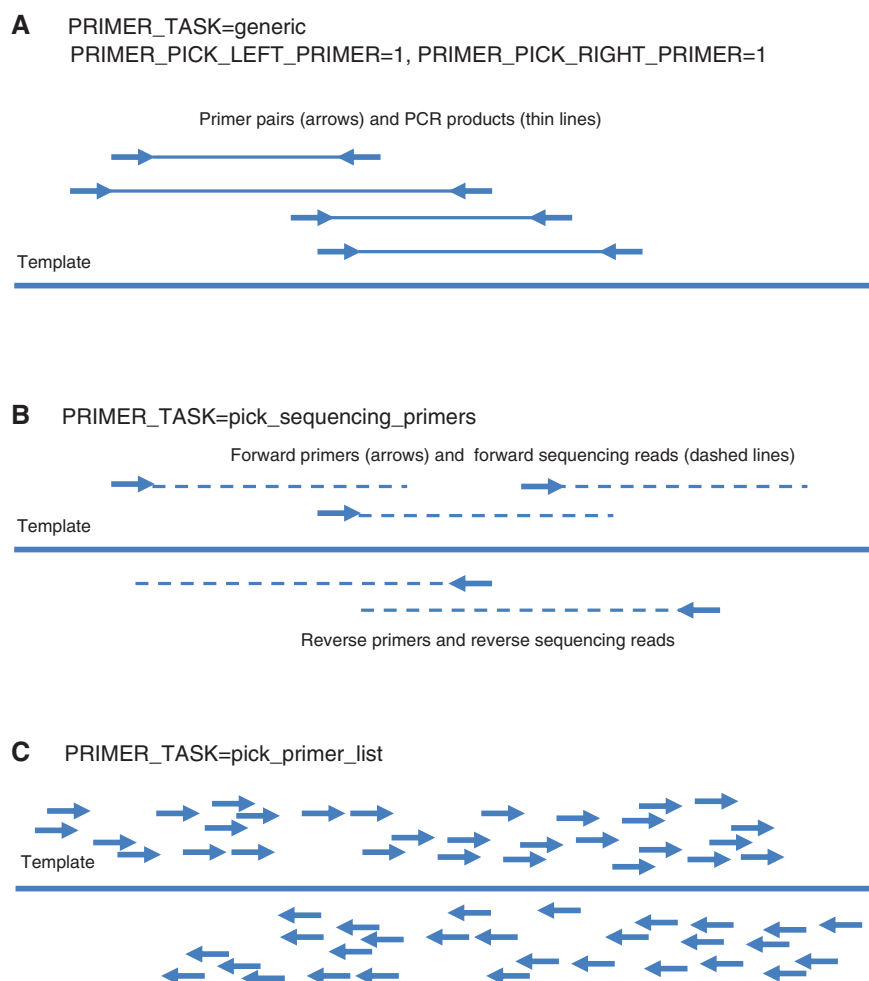 A PRIMER_TASK=generic
PRIMER_PICK_LEFT_PRIMER=1, PRIMER_PICK_RIGHT_PRIMER=1
Primer pairs (arrows) and PCR products (thin lines)
Template
B PRIMER_TASK=pick_sequencing_primers
Forward primers (arrows) and forward sequencing reads (dashed lines)
Template
Reverse primers and reverse sequencing reads
C PRIMER_TASK=pick_primer_list
Template